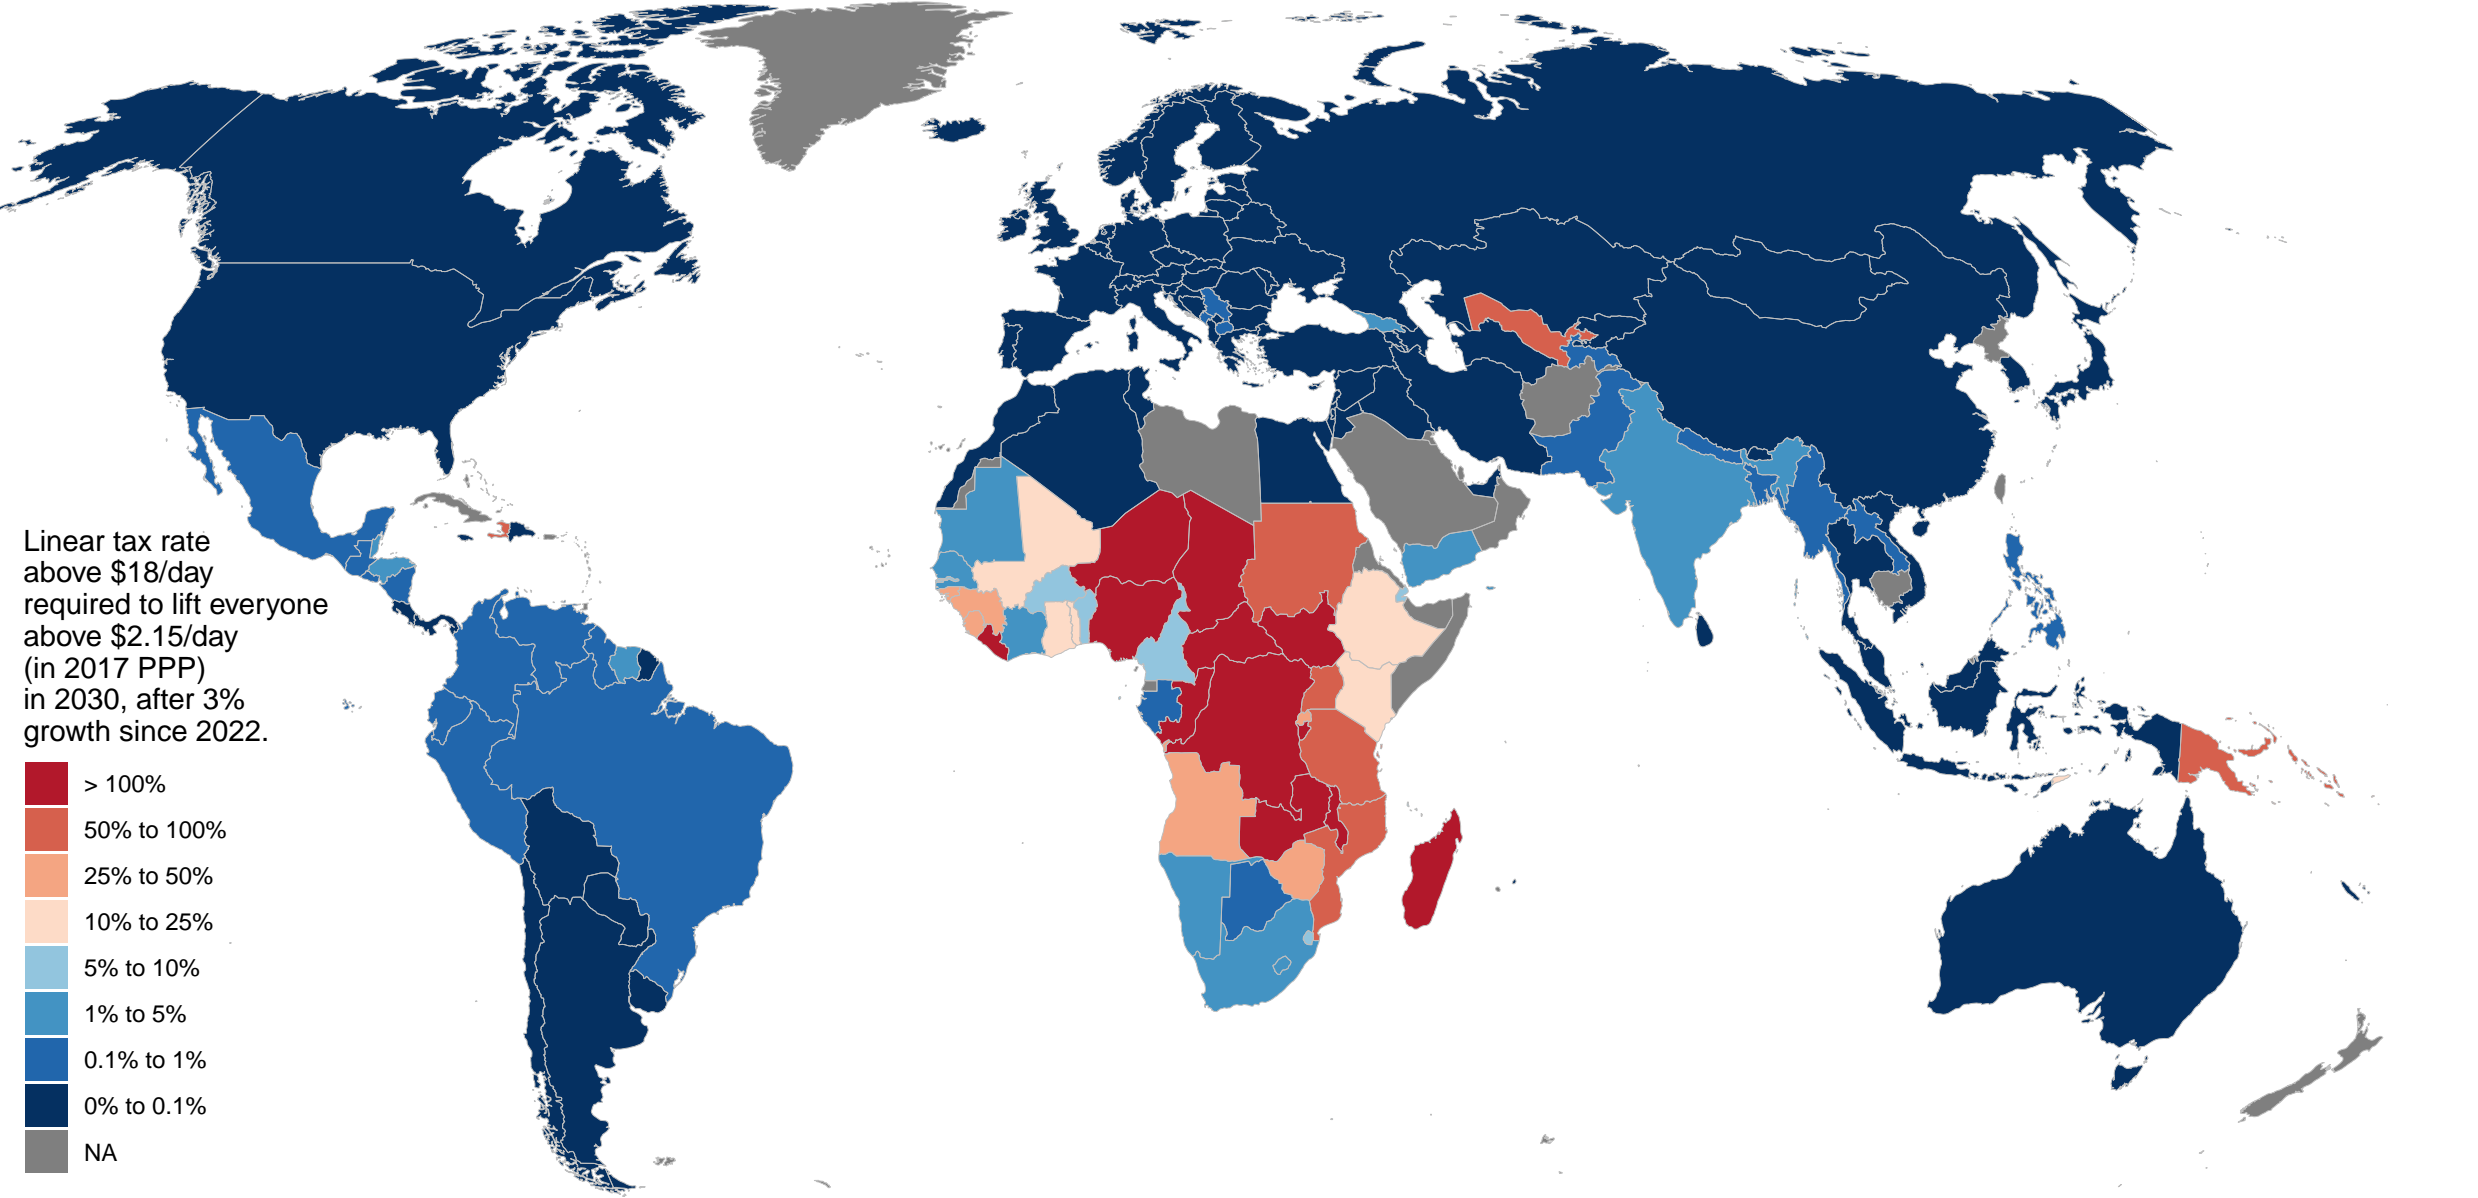 Linear tax rate
above $18/day
required to lift everyone
above $2.15/day
(in 2017 PPP)
in 2030, after 3%
growth since 2022.
> 100%
50% to 100%
25% to 50%
10% to 25%
5% to 10%
1% to 5%
0.1% to 1%
0% to 0.1%
NA